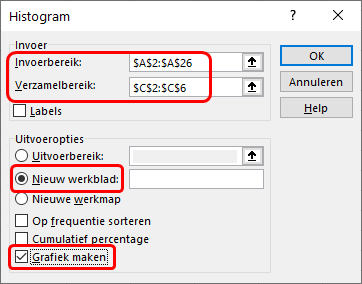 Histogram
Invoer
Invoerbereik: $A$2:$A$26
Verzamelbereik: $C$2:$C$6
Labels
OK
Annuleren
Help
Uitvoeropties
Uitvoerbereik:
Nieuw werkblad:
Nieuwe werkmap
Op frequentie sorteren
Cumulatief percentage
Grafiek maken